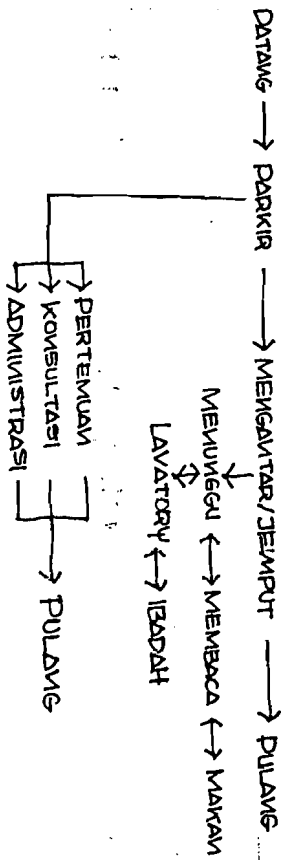 DATANG → PARKIR → MENGANTAR/JEMPUT → PULANG
MENUNGGU ↔ MEMBACA ↔ MAKAN
LAVATORY ↔ IBADAH
PERTEMUAN
KONSULTASI → PULANG
ADMINISTRASI